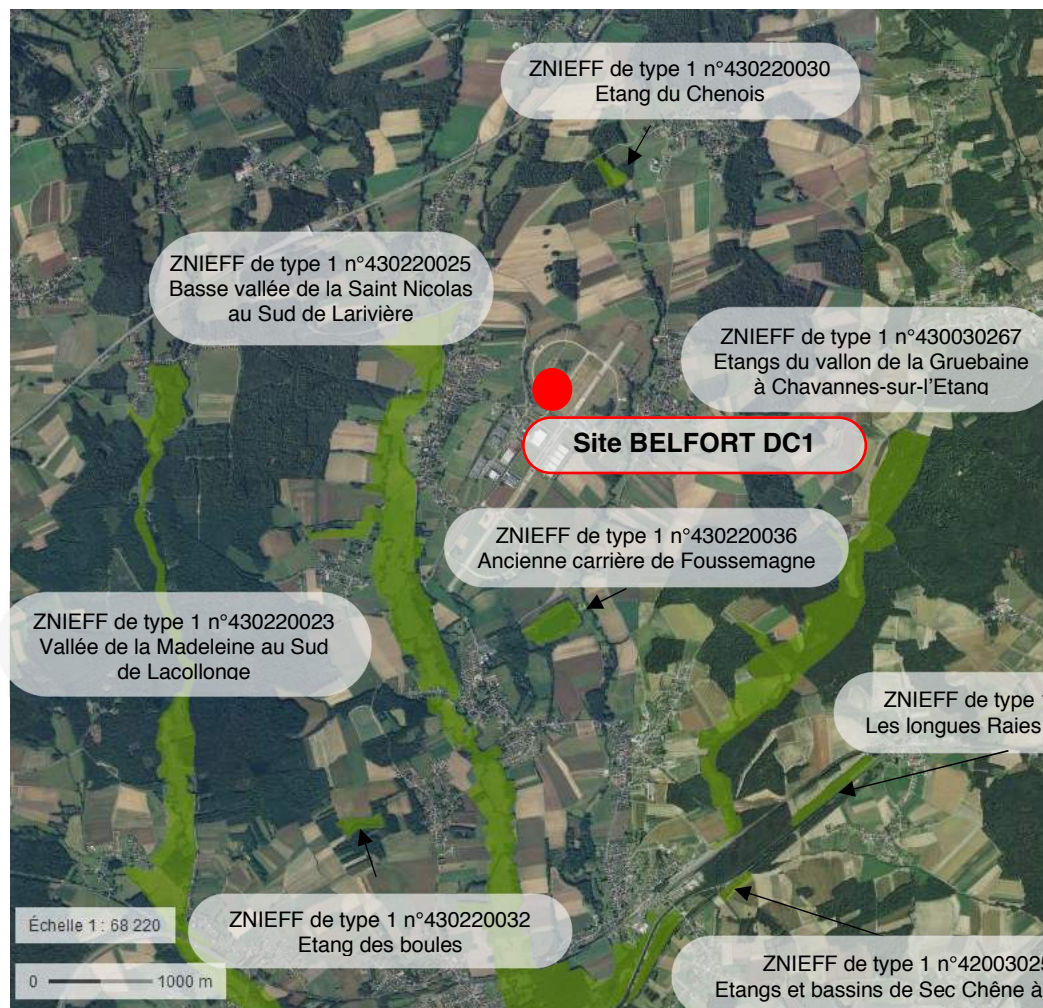 ZNIEFF de type 1 n°430220030
Etang du Chenois
ZNIEFF de type 1 n°430220025
Basse vallée de la Saint Nicolas
au Sud de Larivière
ZNIEFF de type 1 n°430030267
Etangs du vallon de la Gruebaine
à Chavannes-sur-l'Etang
Site BELFORT DC1
ZNIEFF de type 1 n°430220036
Ancienne carrière de Foussemagne
ZNIEFF de type 1 n°430220023
Vallée de la Madeleine au Sud
de Lacollonge
ZNIEFF de type 1
Les longues Raies
ZNIEFF de type 1 n°430220032
Etang des boules
Échelle 1 : 68 220
0 1000 m
ZNIEFF de type 1 n°42003025
Etangs et bassins de Sec Chêne à